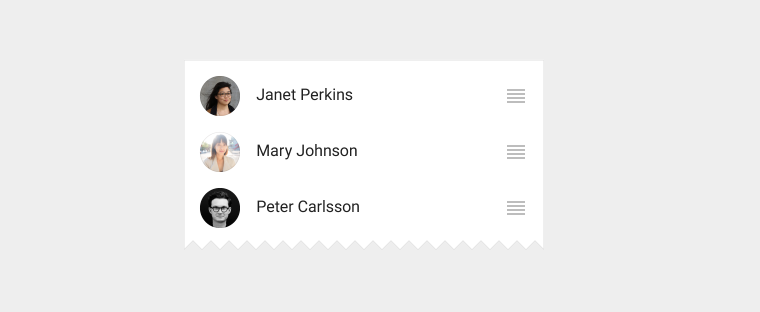 Janet Perkins
Mary Johnson
Peter Carlsson